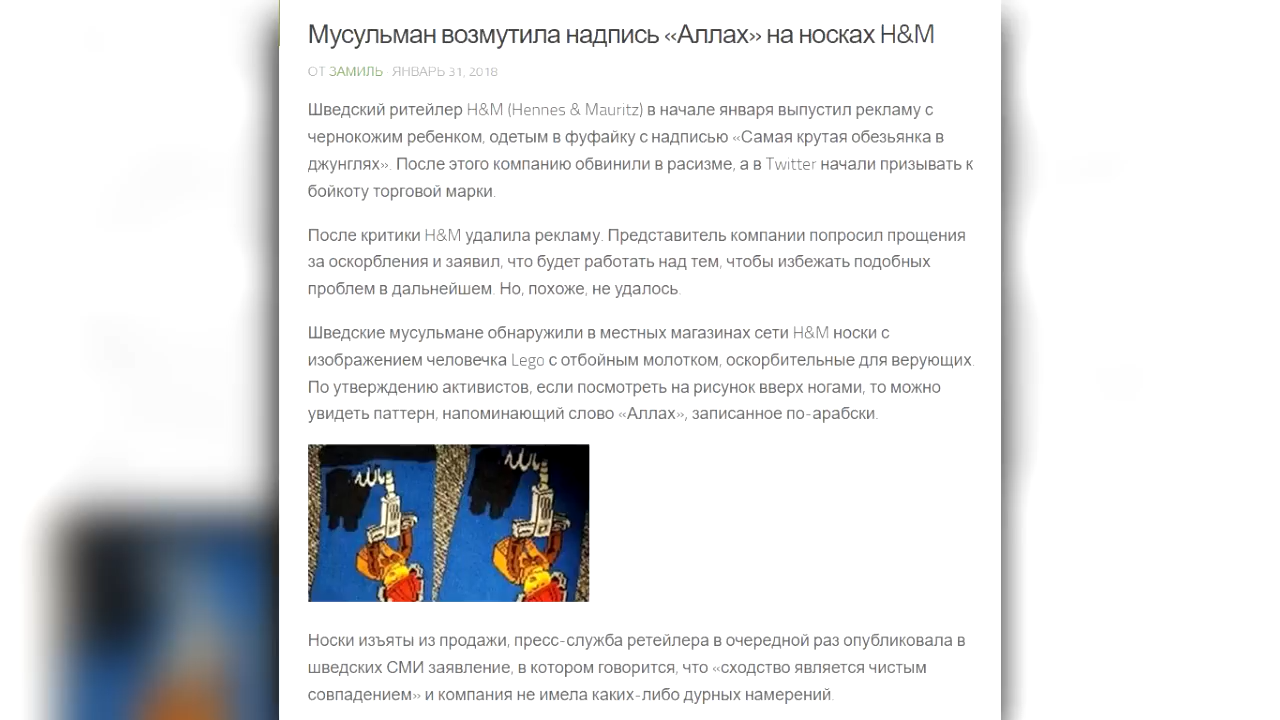 Мусульман возмутила надпись «Аллах» на носках H&M
ОТ ЗАМИЛЬ · ЯНВАРЬ 31, 2018
Шведский ритейлер H&M (Hennes & Mauritz) в начале января выпустил рекламу с
чернокожим ребенком, одетым в фуфайку с надписью «Самая крутая обезьянка в
джунглях». После этого компанию обвинили в расизме, а в Twitter начали призывать к
бойкоту торговой марки.
После критики H&M удалила рекламу. Представитель компании попросил прощения
за оскорбления и заявил, что будет работать над тем, чтобы избежать подобных
проблем в дальнейшем. Но, похоже, не удалось.
Шведские мусульмане обнаружили в местных магазинах сети H&M носки с
изображением человечка Lego с отбойным молотком, оскорбительные для верующих.
По утверждению активистов, если посмотреть на рисунок вверх ногами, то можно
увидеть паттерн, напоминающий слово «Аллах», записанное по-арабски.
Носки изъяты из продажи, пресс-служба ретейлера в очередной раз опубликовала в
шведских СМИ заявление, в котором говорится, что «сходство является чистым
совпадением» и компания не имела каких-либо дурных намерений.